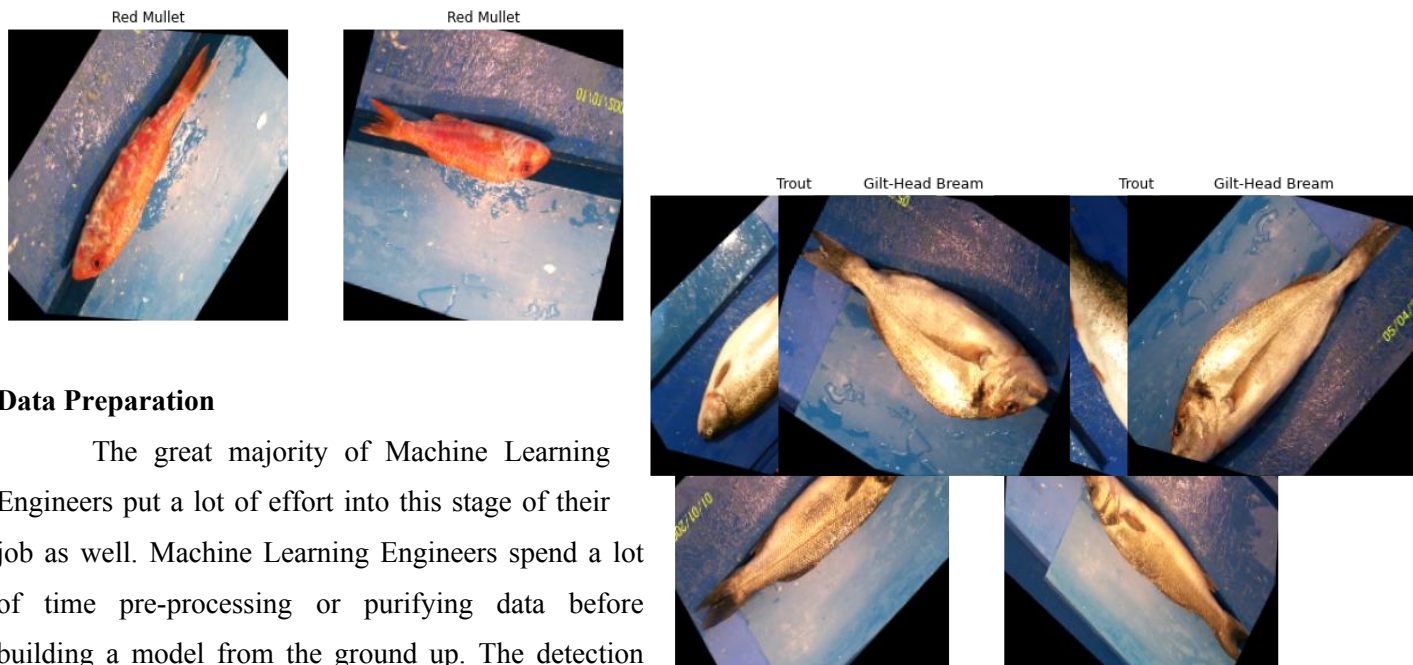 Red Mullet
Red Mullet
Data Preparation
The great majority of Machine Learning
Engineers put a lot of effort into this stage of their
job as well. Machine Learning Engineers spend a lot
of time pre-processing or purifying data before
building a model from the ground up. The detection
Trout
Gilt-Head Bream
Trout
Gilt-Head Bream